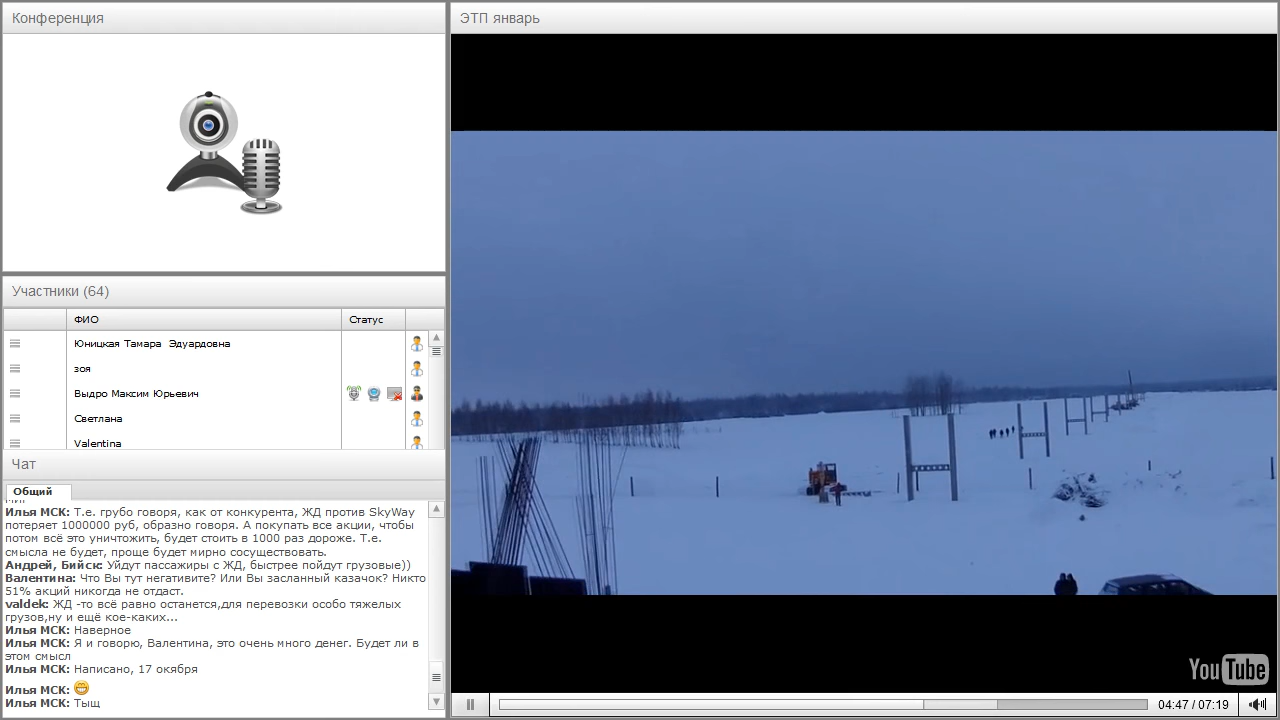 Конференция
ЭТП январь
Участники (64)
ФИО
Статус
Юницкая Тамара Эдуардовна
зоя
Выдро Максим Юрьевич
Светлана
Valentina
Чат
Общий
Илья МСК: Т.е. грубо говоря, как от конкурента, ЖД против SkyWay
потеряет 1000000 руб, образно говоря. А покупать все акции, чтобы
потом всё это уничтожить, будет стоить в 1000 раз дороже. Т.е.
смысла не будет, проще будет мирно сосуществовать.
Андрей, Бийск: Уйдут пассажиры с ЖД, быстрее пойдут грузовые))
Валентина: Что Вы тут негативите? Или Вы засланный казачок? Никто
51% акций никогда не отдаст.
valdek: ЖД -то всё равно останется,для перевозки особо тяжелых
грузов,ну и ещё кое-каких...
Илья МСК: Наверное
Илья МСК: Я и говорю, Валентина, это очень много денег. Будет ли в
этом смысл
Илья МСК: Написано, 17 окября
Илья МСК:
Илья МСК: Тыщ
YouTube
04:47 / 07:19